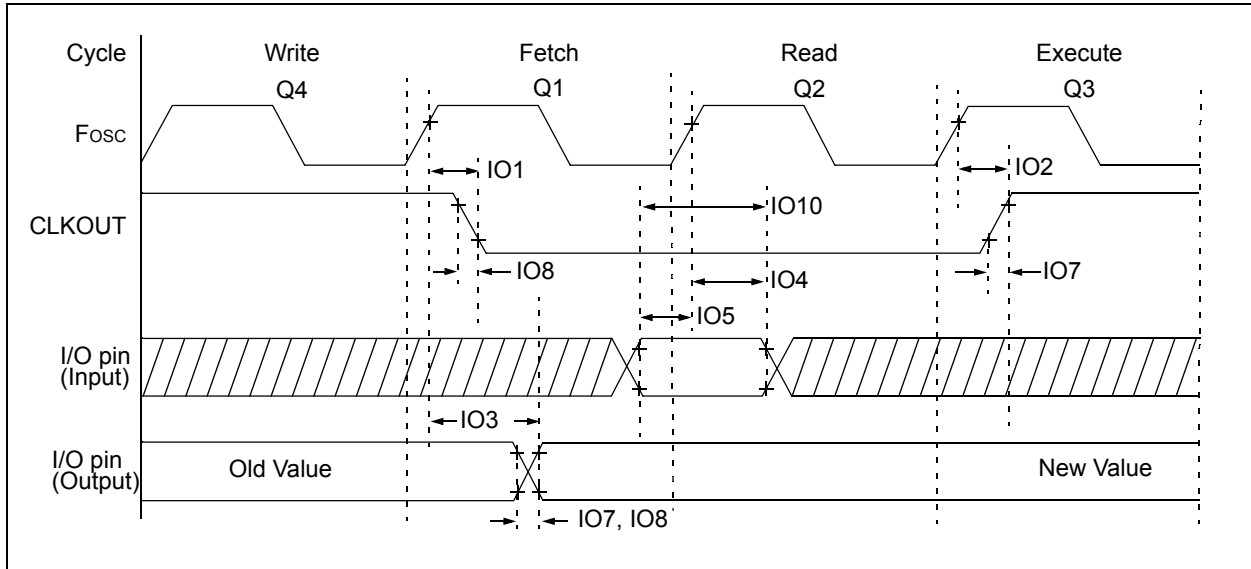 Cycle Write Fetch Read Execute
Q4 Q1 Q2 Q3
Fosc
IO1 IO2
IO10
CLKOUT
IO8 IO4 IO7
IO5
I/O pin
(Input)
IO3
I/O pin
(Output)
Old Value New Value
IO7, IO8